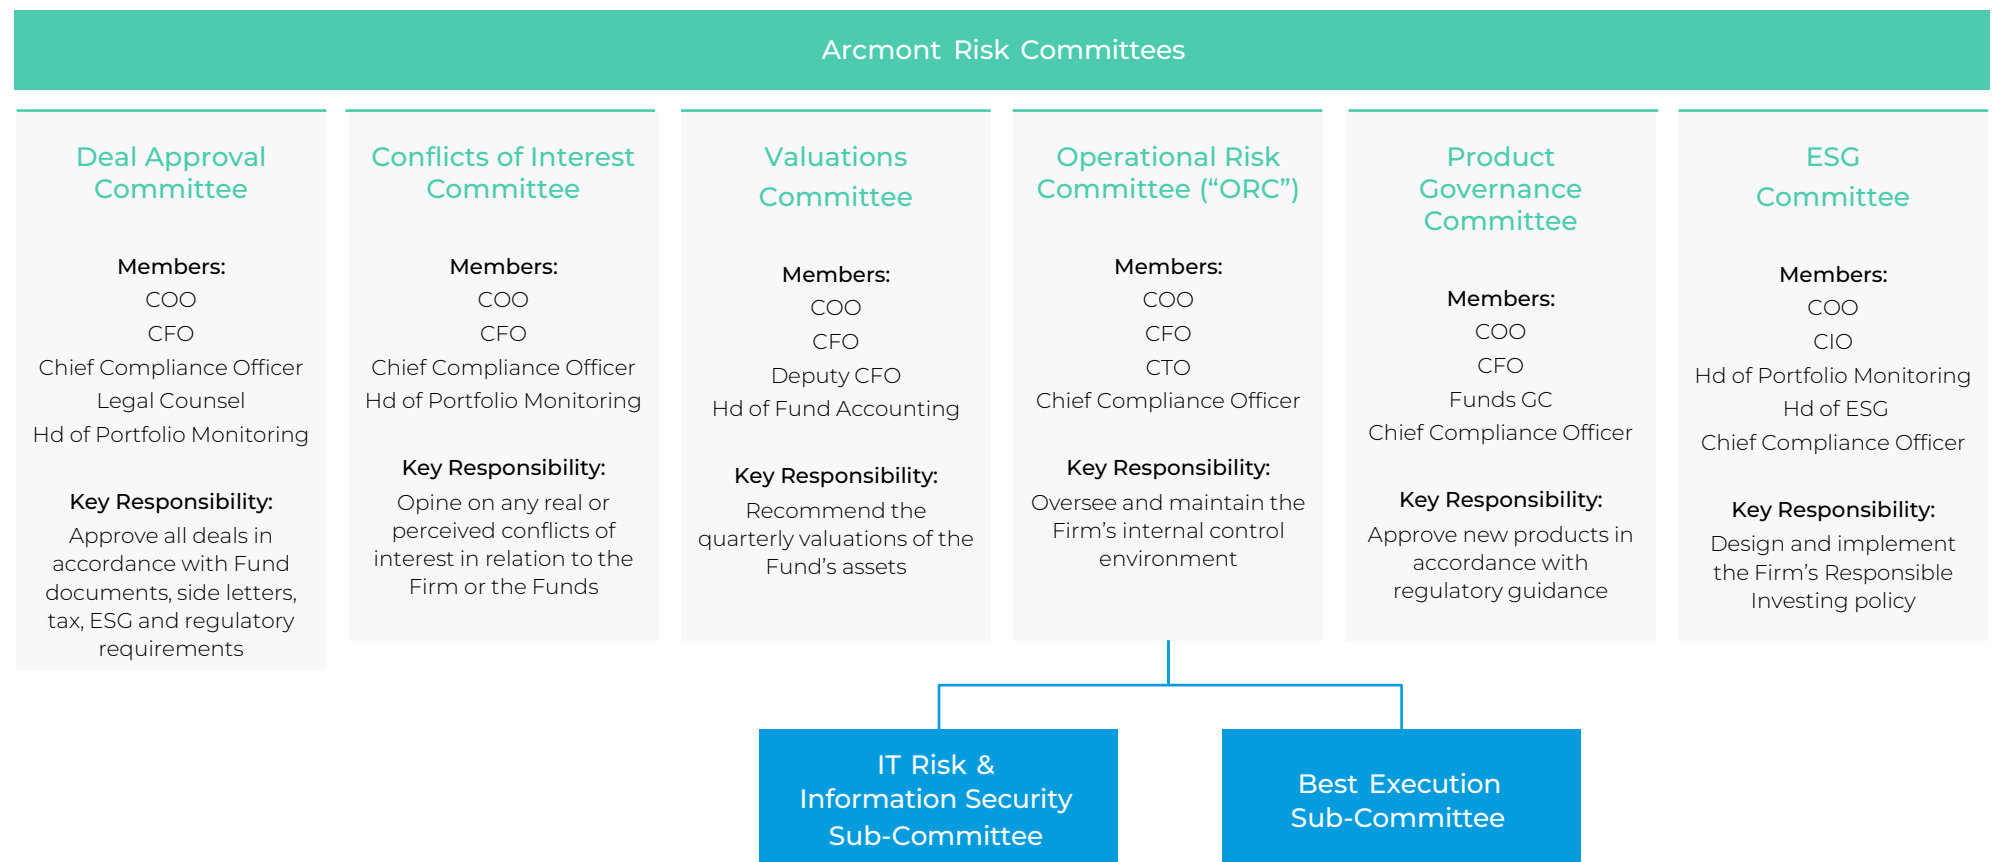 Arcmont Risk Committees
Deal Approval
Committee
Members:
COO
CFO
Chief Compliance Officer
Legal Counsel
Hd of Portfolio Monitoring
Key Responsibility:
Approve all deals in
accordance with Fund
documents, side letters,
tax, ESG and regulatory
requirements
Conflicts of Interest
Committee
Members:
COO
CFO
Chief Compliance Officer
Hd of Portfolio Monitoring
Key Responsibility:
Opine on any real or
perceived conflicts of
interest in relation to the
Firm or the Funds
Valuations
Committee
Members:
COO
CFO
Deputy CFO
Hd of Fund Accounting
Key Responsibility:
Recommend the
quarterly valuations of the
Fund's assets
Operational Risk
Committee (“ORC”)
Members:
COO
CFO
CTO
Chief Compliance Officer
Key Responsibility:
Oversee and maintain the
Firm's internal control
environment
Product
Governance
Committee
Members:
COO
CFO
Funds GC
Chief Compliance Officer
Key Responsibility:
Approve new products in
accordance with
regulatory guidance
ESG
Committee
Members:
COO
CIO
Hd of Portfolio Monitoring
Hd of ESG
Chief Compliance Officer
Key Responsibility:
Design and implement
the Firm's Responsible
Investing policy
IT Risk &
Information Security
Sub-Committee
Best Execution
Sub-Committee